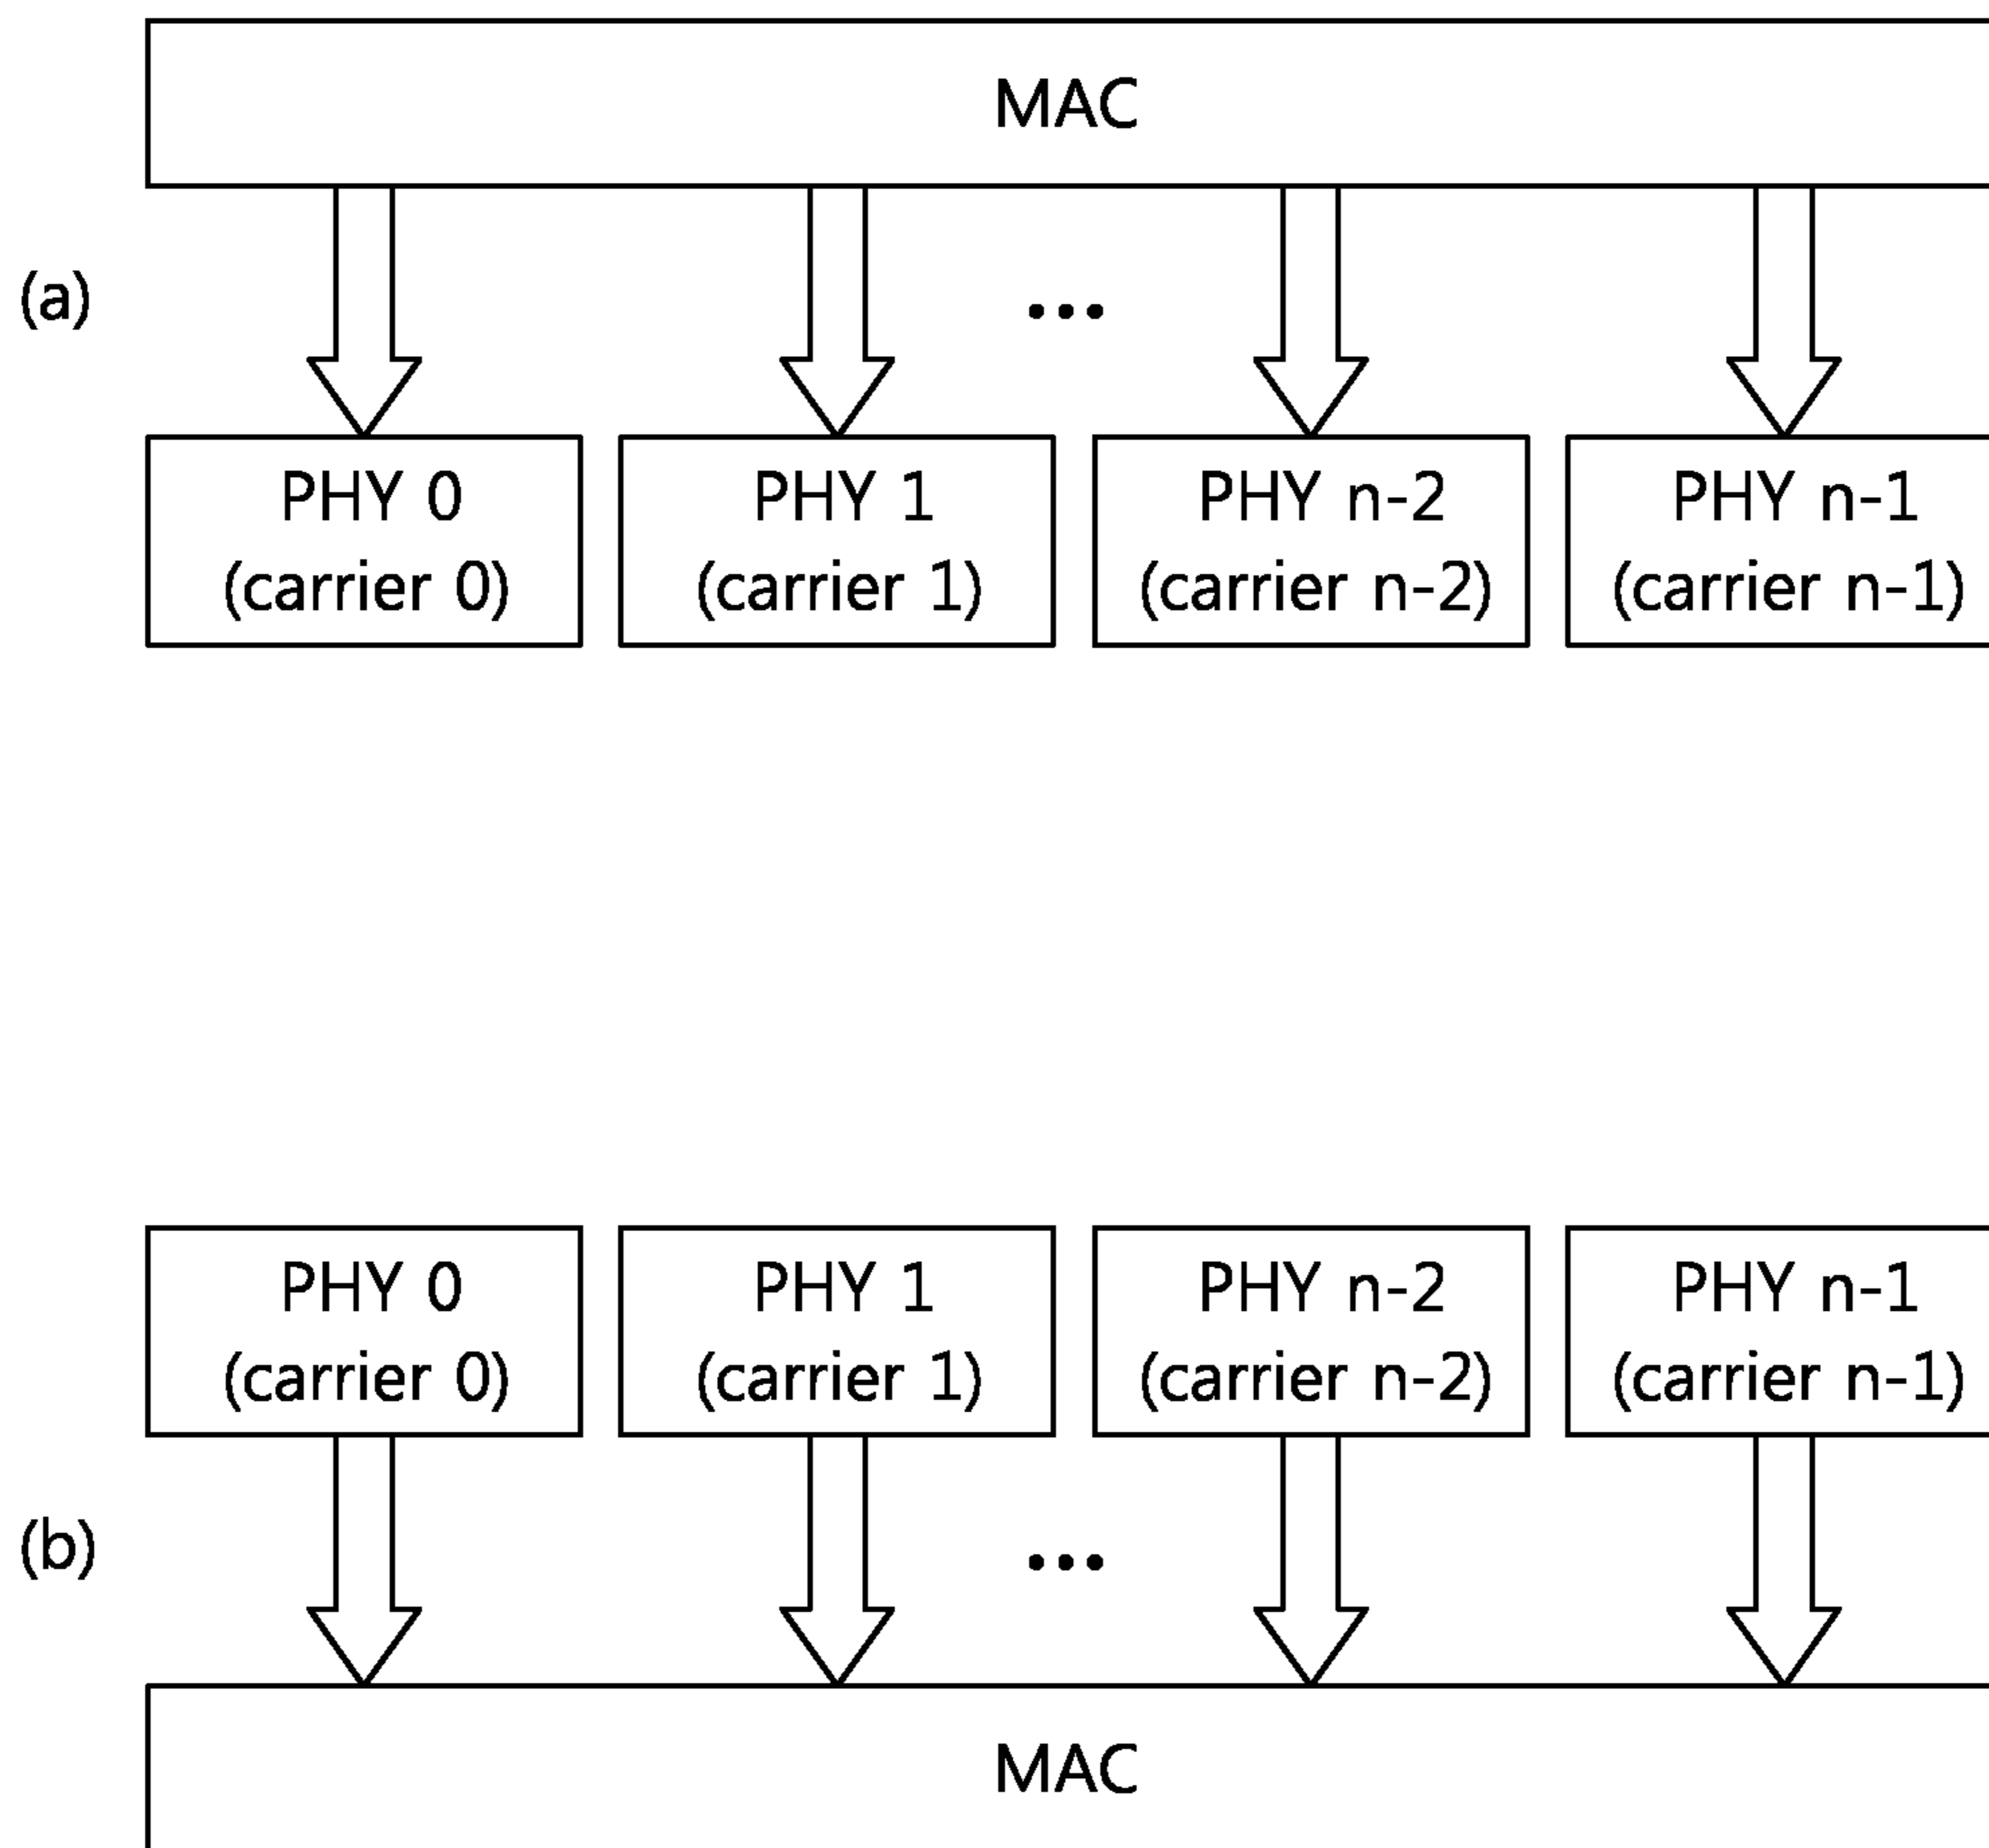 MAC
(a)
...
PHY 0
(carrier 0)
PHY 1
(carrier 1)
PHY n-2
(carrier n-2)
PHY n-1
(carrier n-1)
PHY 0
(carrier 0)
PHY 1
(carrier 1)
PHY n-2
(carrier n-2)
PHY n-1
(carrier n-1)
(b)
...
MAC